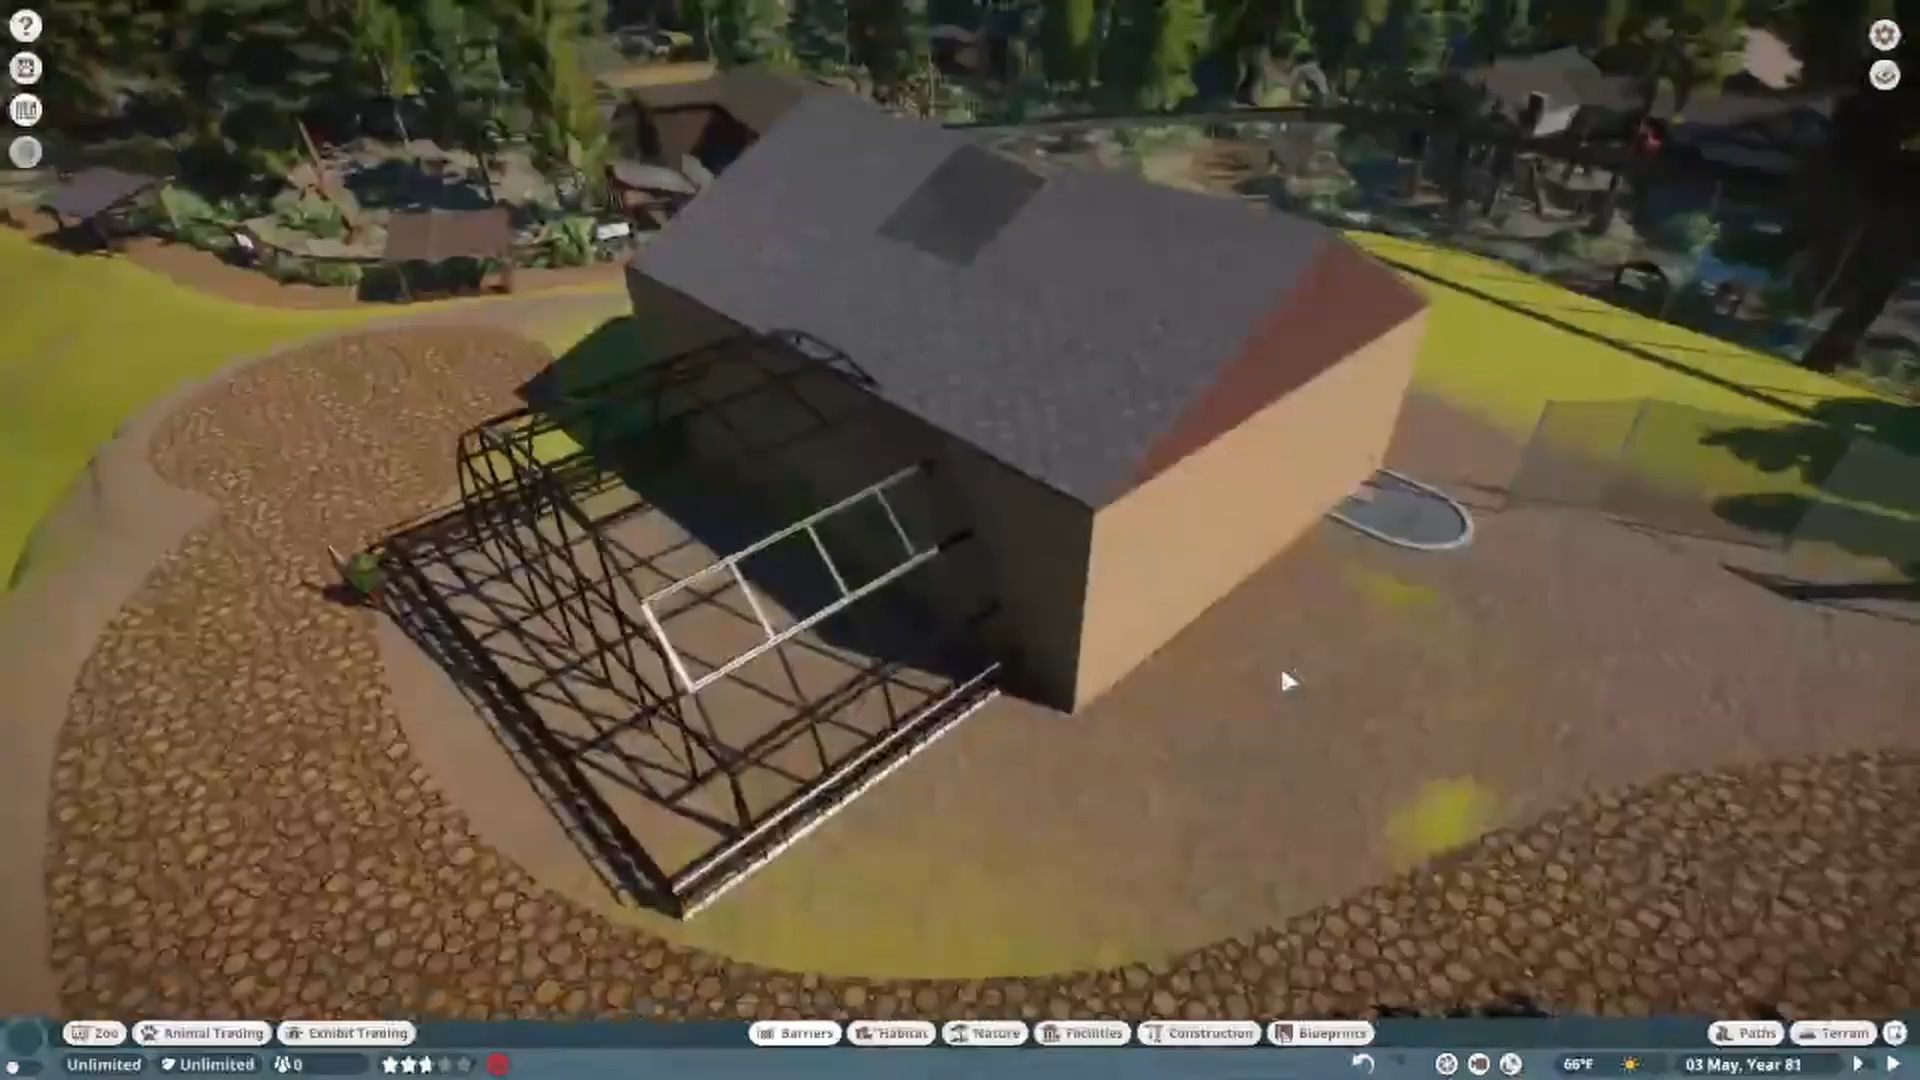 ?
Zoo Animal Trading Exhibit Trading Barriers Habitat Nature Facilities Construction Blueprints Paths Terrain
Unlimited Unlimited 0 66°F 03 May, Year 81